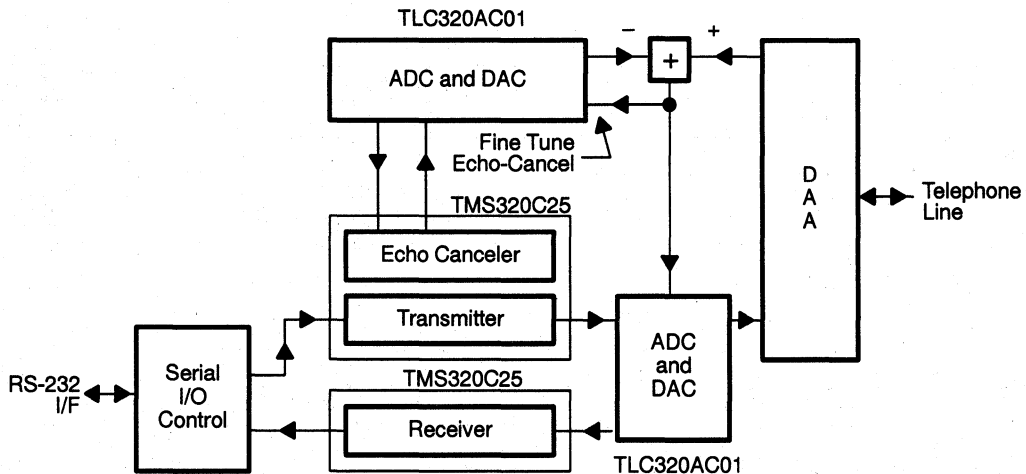 TLC320AC01
ADC and DAC
−
+
+
Fine Tune
Echo-Cancel
D
A
A
Telephone
Line
TMS320C25
Echo Canceler
Transmitter
ADC
and
DAC
TLC320AC01
RS-232
I/F
Serial
I/O
Control
TMS320C25
Receiver